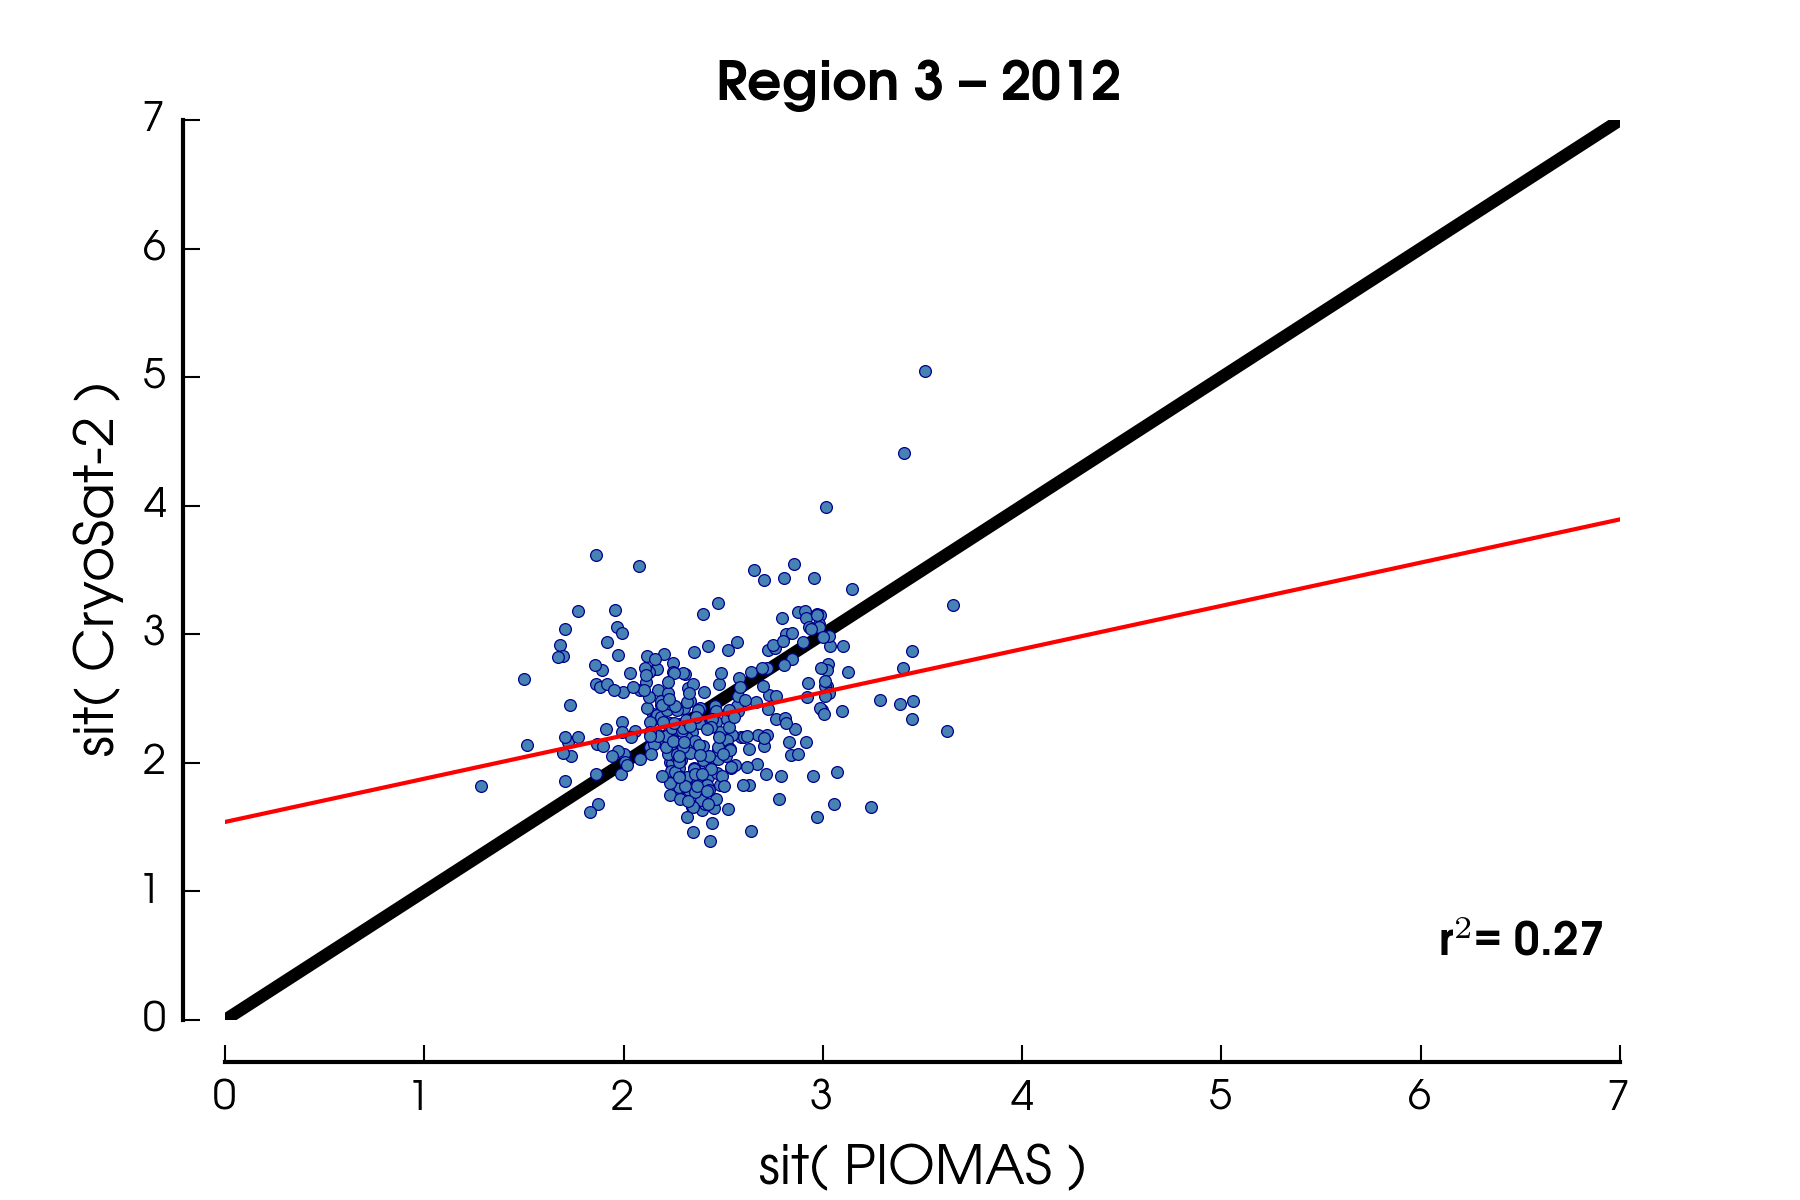 Region 3 – 2012
7
6
5
4
3
2
1
0
sit( CryoSat-2 )
r²= 0.27
0 1 2 3 4 5 6 7
sit( PIOMAS )